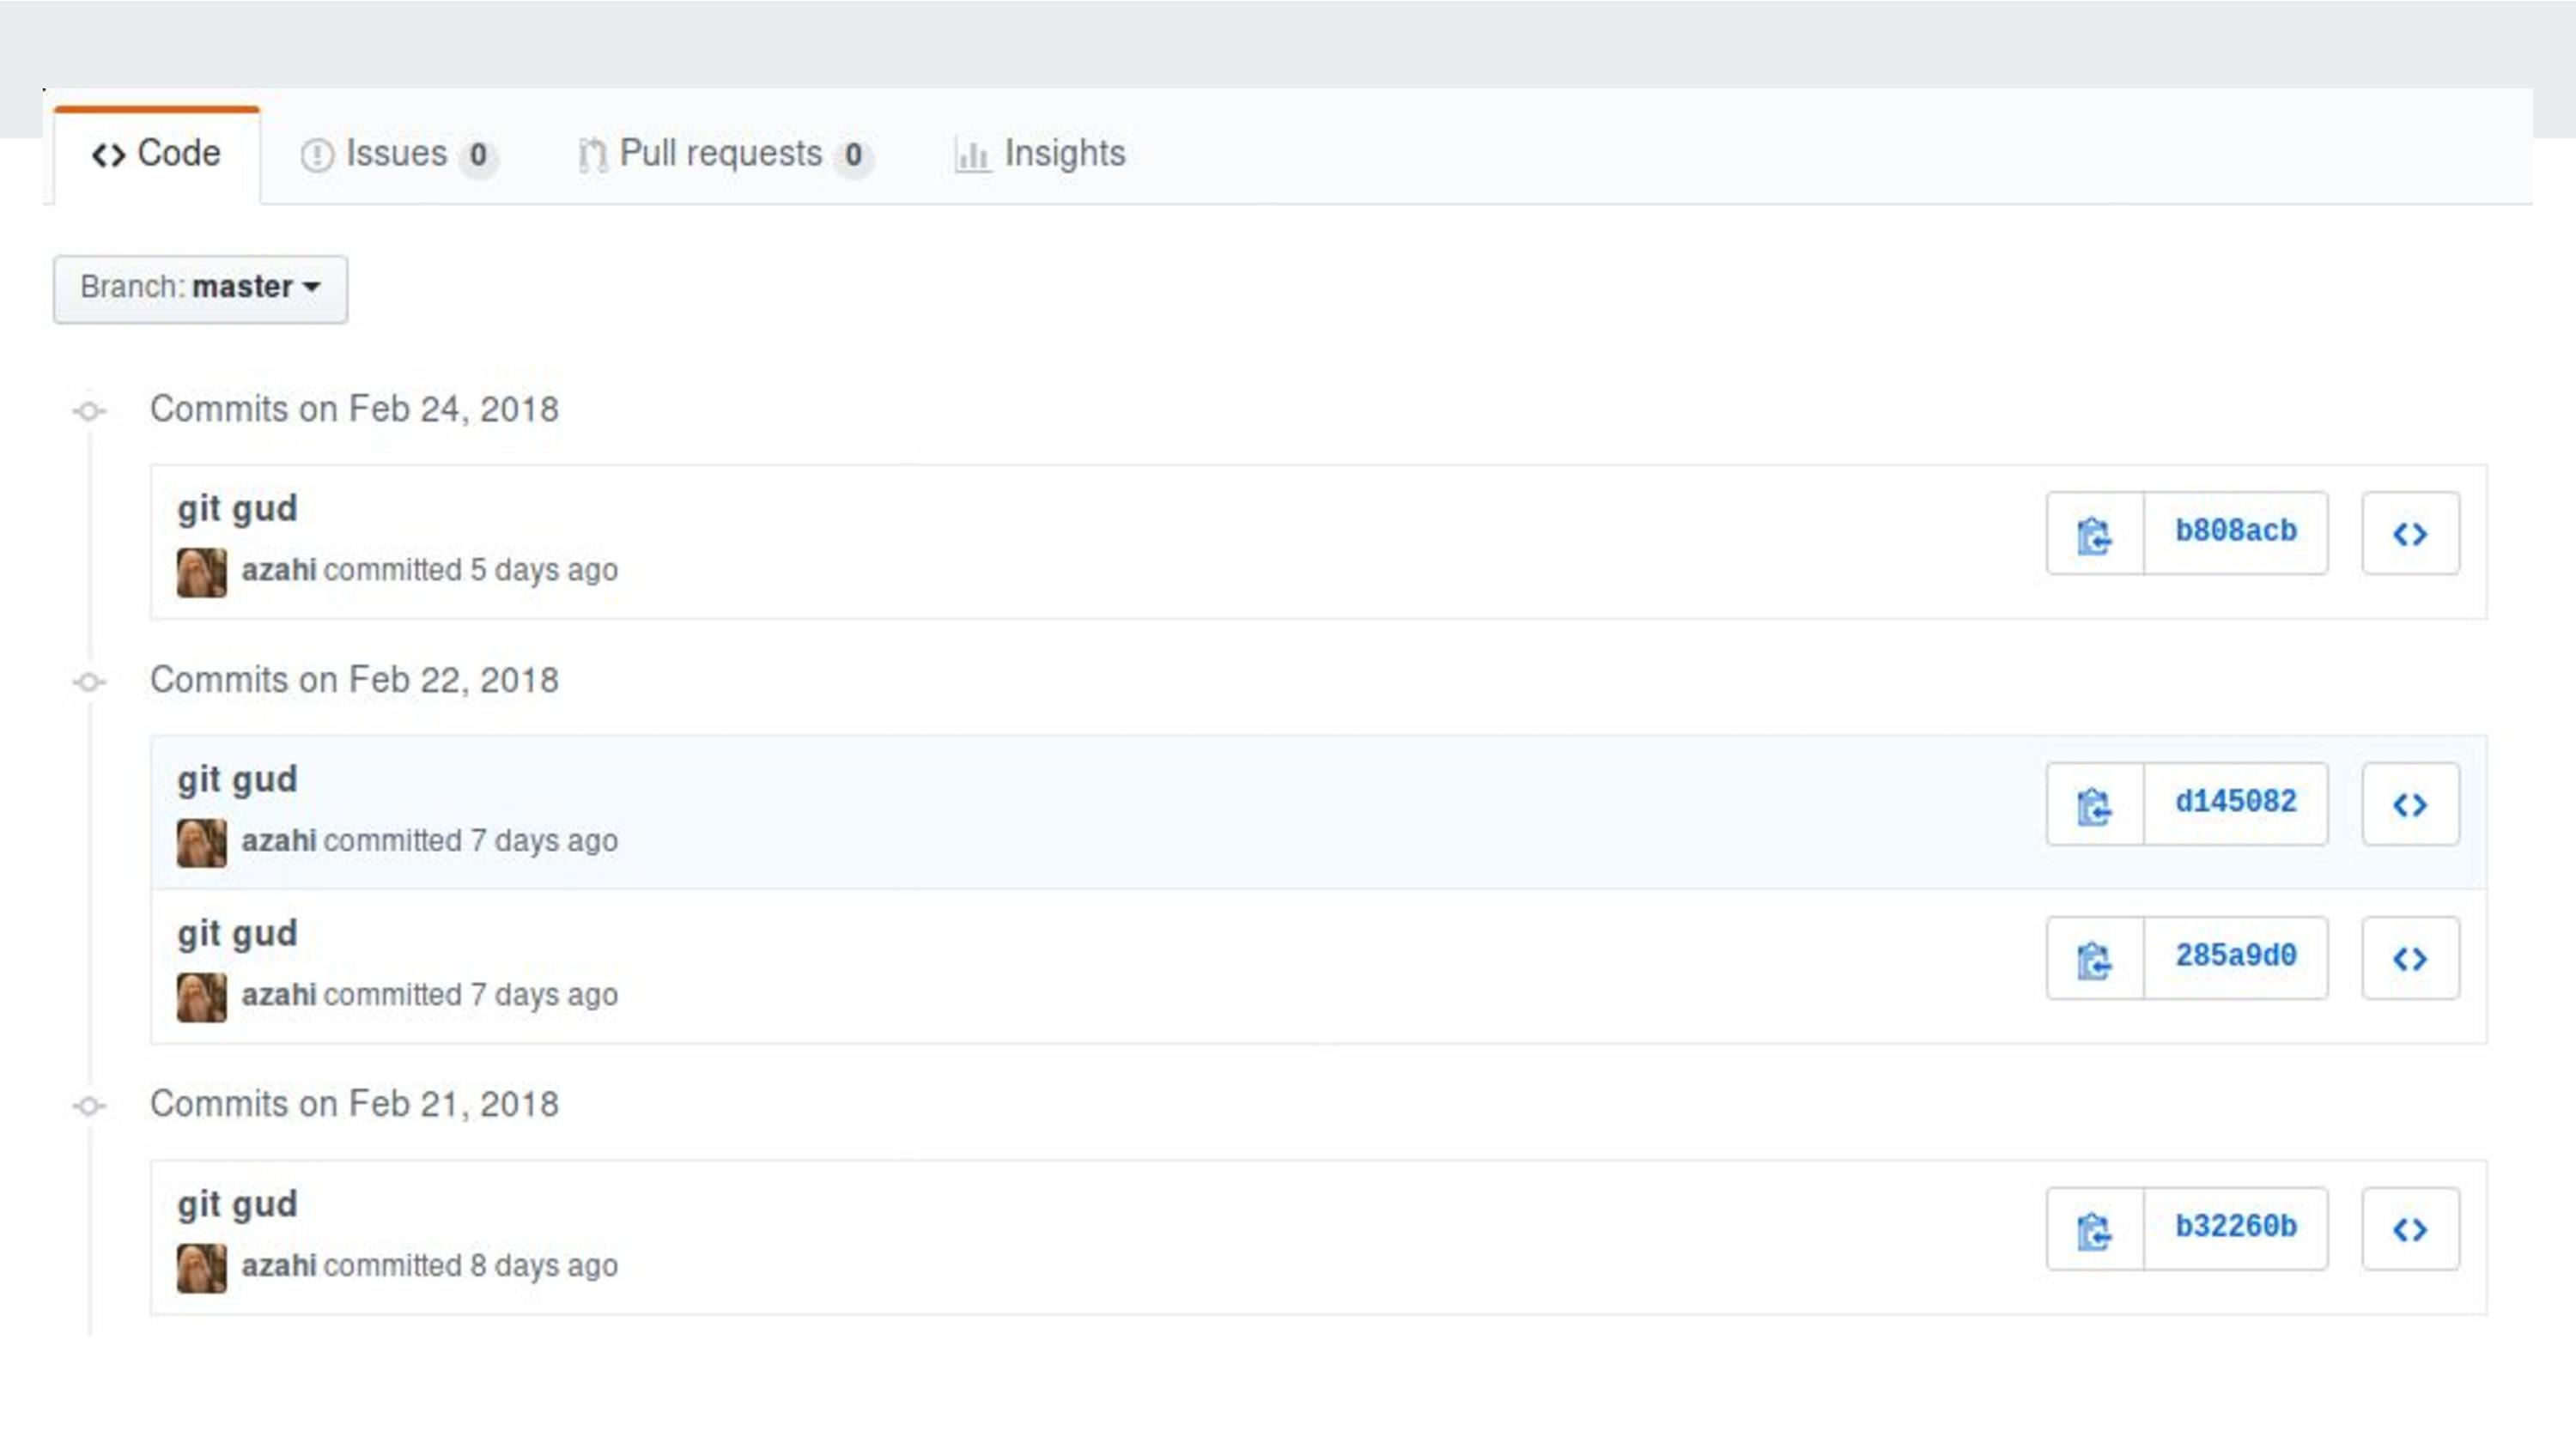 Code Issues 0 Pull requests 0 Insights
Branch: master
Commits on Feb 24, 2018
git gud
b808acb
azahi committed 5 days ago
Commits on Feb 22, 2018
git gud
d145082
azahi committed 7 days ago
git gud
285a9d0
azahi committed 7 days ago
Commits on Feb 21, 2018
git gud
b32260b
azahi committed 8 days ago